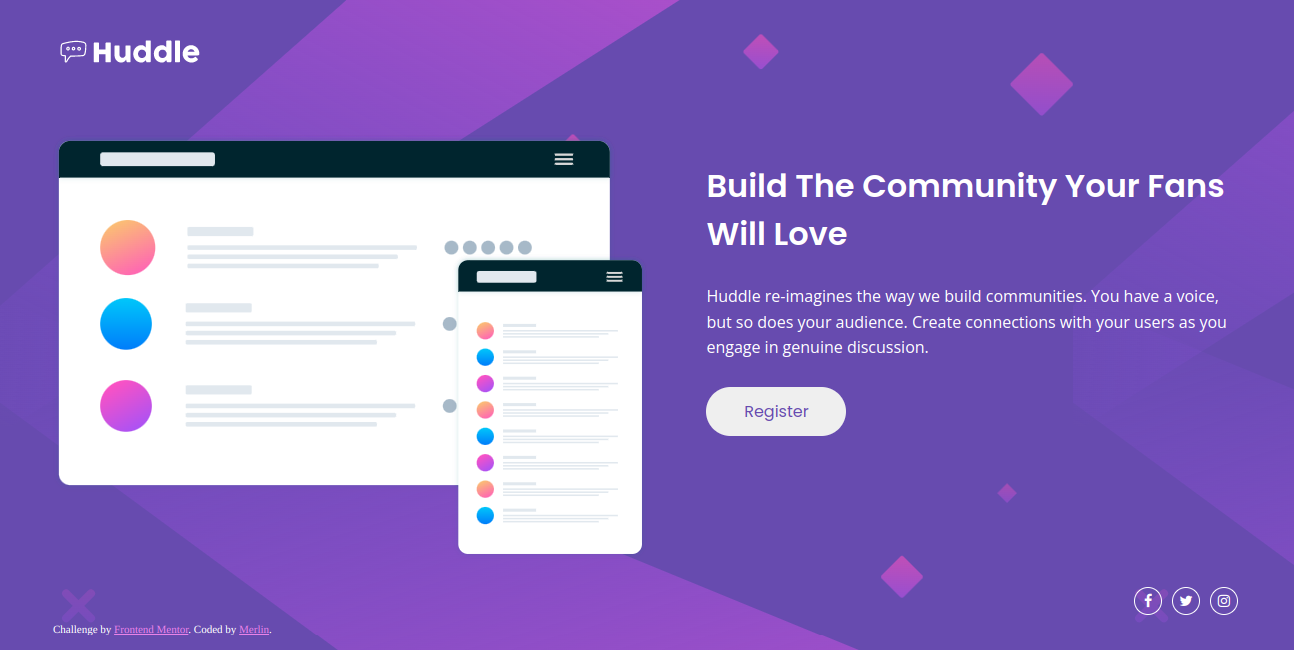 Huddle
Build The Community Your Fans
Will Love
Huddle re-imagines the way we build communities. You have a voice,
but so does your audience. Create connections with your users as you
engage in genuine discussion.
Register
Challenge by Frontend Mentor. Coded by Merlin.